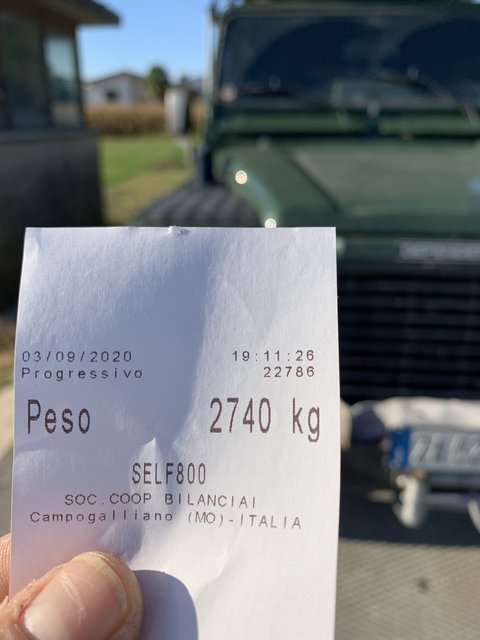 03/09/2020 19:11:26
Progressivo 22786
Peso 2740 kg
SELF800
SOC.COOP BILANCIAI
Campogalliano (MO)-ITALIA